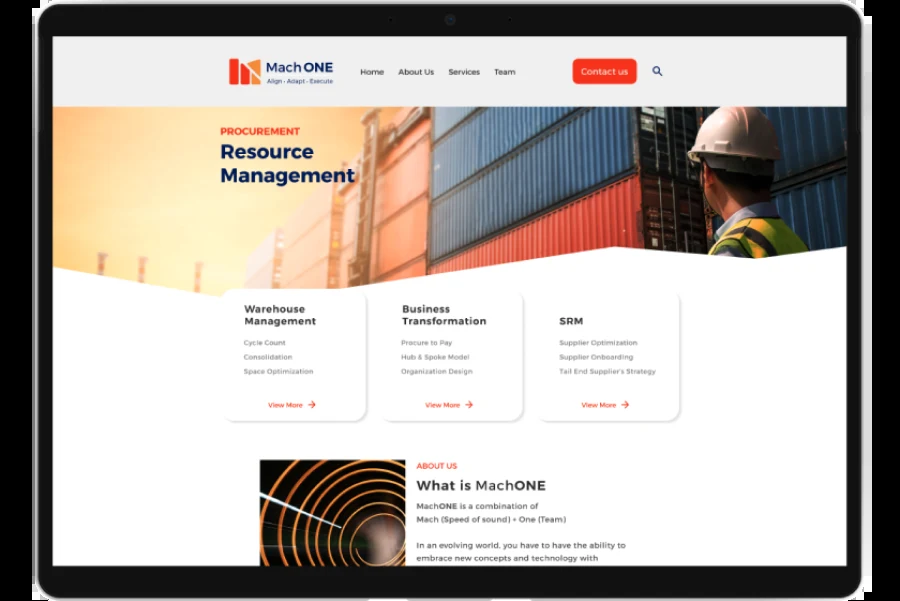 Mach ONE
Align - Adapt - Execute
Home
About Us
Services
Team
Contact us
PROCUREMENT
Resource
Management
Warehouse
Management
Cycle Count
Consolidation
Space Optimization
View More
Business
Transformation
Procure to Pay
Hub & Spoke Model
Organization Design
View More
SRM
Supplier Optimization
Supplier Onboarding
Tail End Supplier's Strategy
View More
ABOUT US
What is MachONE
MachONE is a combination of
Mach (Speed of sound) + One (Team)
In an evolving world, you have to have the ability to
embrace new concepts and technology with